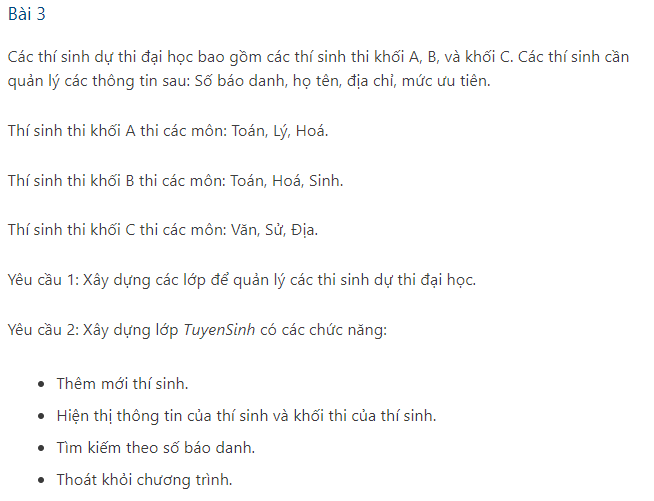 Bài 3
Các thí sinh dự thi đại học bao gồm các thí sinh thi khối A, B, và khối C. Các thí sinh cần
quản lý các thông tin sau: Số báo danh, họ tên, địa chỉ, mức ưu tiên.
Thí sinh thi khối A thi các môn: Toán, Lý, Hoá.
Thí sinh thi khối B thi các môn: Toán, Hoá, Sinh.
Thí sinh thi khối C thi các môn: Văn, Sử, Địa.
Yêu cầu 1: Xây dựng các lớp để quản lý các thi sinh dự thi đại học.
Yêu cầu 2: Xây dựng lớp TuyenSinh có các chức năng:
• Thêm mới thí sinh.
• Hiện thị thông tin của thí sinh và khối thi của thí sinh.
• Tìm kiếm theo số báo danh.
• Thoát khỏi chương trình.